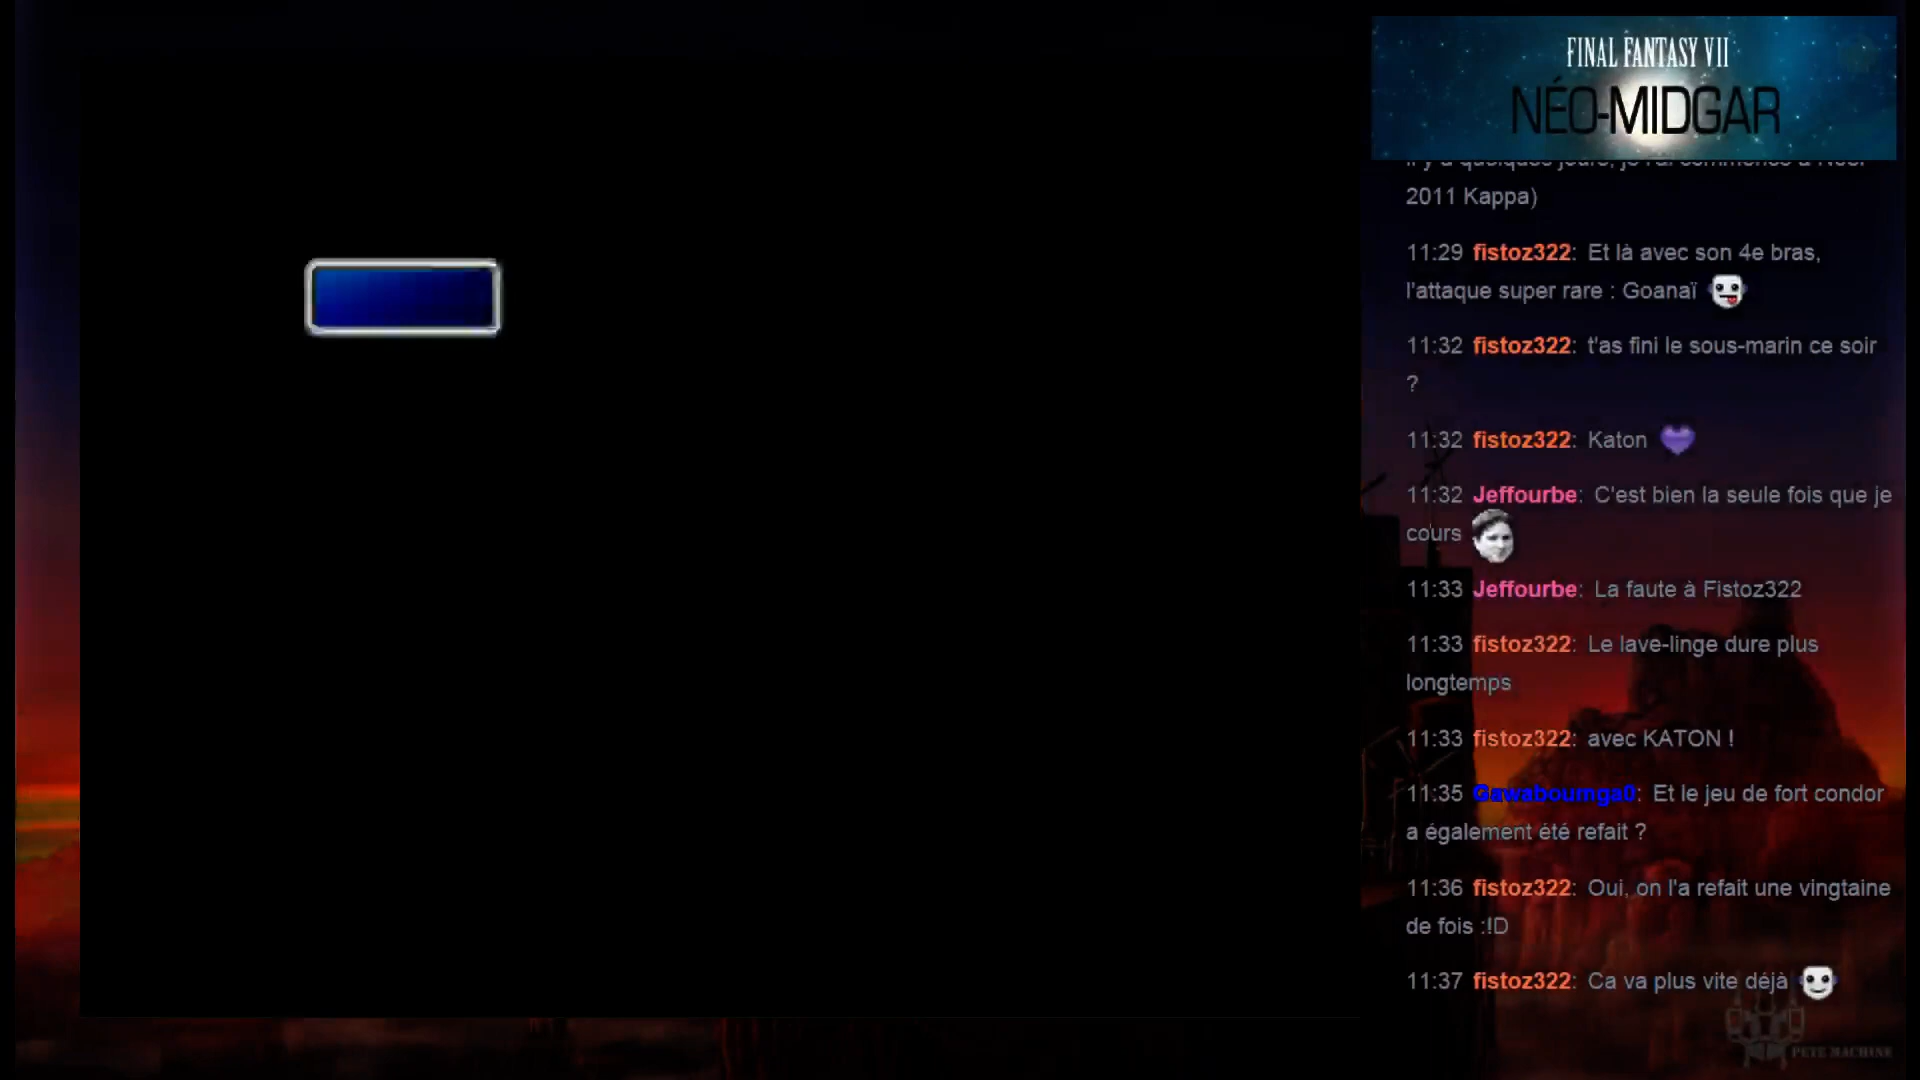 FINAL FANTASY VII
NÉO-MIDGAR
2011 Kappa)
11:29 fistoz322: Et là avec son 4e bras,
l'attaque super rare : Goanaï
11:32 fistoz322: t'as fini le sous-marin ce soir
?
11:32 fistoz322: Katon
11:32 Jeffourbe: C'est bien la seule fois que je
cours
11:33 Jeffourbe: La faute à Fistoz322
11:33 fistoz322: Le lave-linge dure plus
longtemps
11:33 fistoz322: avec KATON !
11:35 Gawaboumga0: Et le jeu de fort condor
a également été refait ?
11:36 fistoz322: Oui, on l'a refait une vingtaine
de fois :!D
11:37 fistoz322: Ca va plus vite déjà
PETE MACHINE